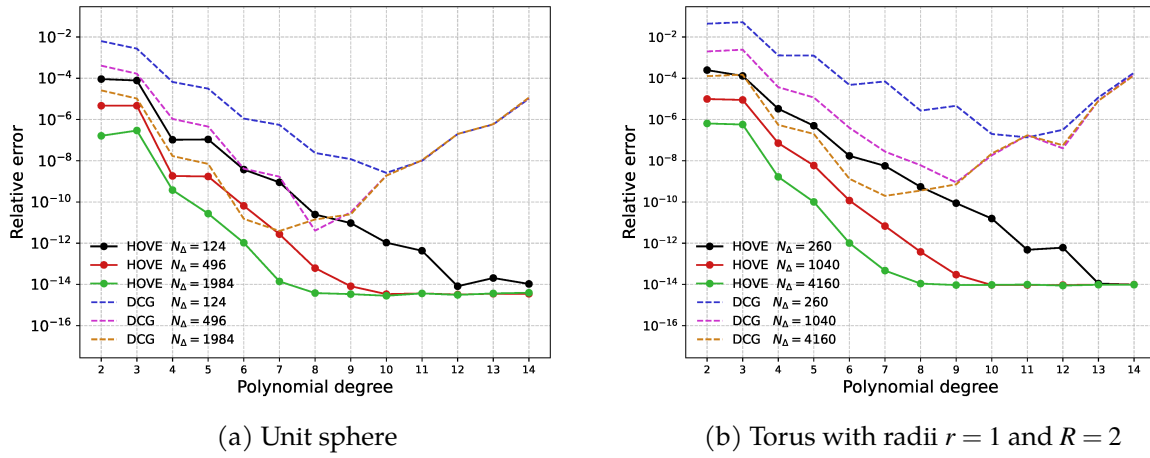 Relative error
10⁻²
10⁻⁴
10⁻⁶
10⁻⁸
10⁻¹⁰
10⁻¹²
10⁻¹⁴
10⁻¹⁶
HOVE N_Δ = 124
HOVE N_Δ = 496
HOVE N_Δ = 1984
DCG N_Δ = 124
DCG N_Δ = 496
DCG N_Δ = 1984
2 3 4 5 6 7 8 9 10 11 12 13 14
Polynomial degree
(a) Unit sphere
Relative error
10⁻²
10⁻⁴
10⁻⁶
10⁻⁸
10⁻¹⁰
10⁻¹²
10⁻¹⁴
10⁻¹⁶
HOVE N_Δ = 260
HOVE N_Δ = 1040
HOVE N_Δ = 4160
DCG N_Δ = 260
DCG N_Δ = 1040
DCG N_Δ = 4160
2 3 4 5 6 7 8 9 10 11 12 13 14
Polynomial degree
(b) Torus with radii r = 1 and R = 2